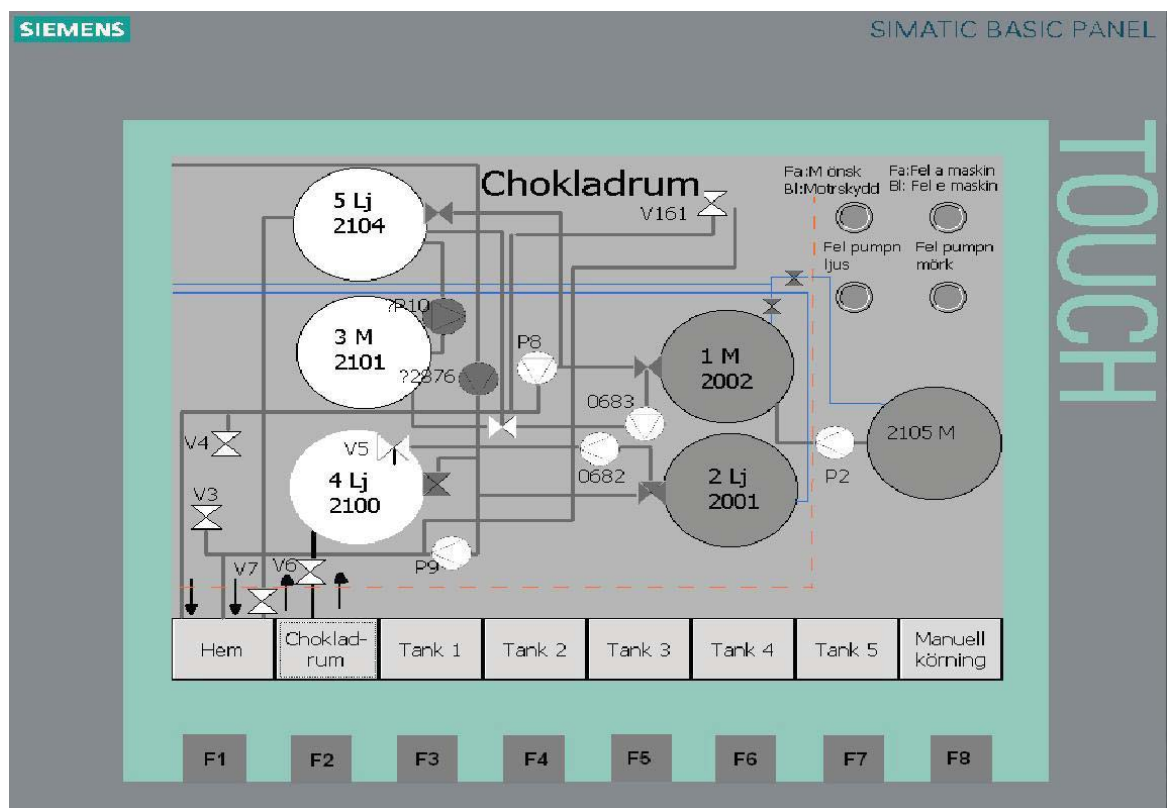 SIEMENS
SIMATIC BASIC PANEL
TOUCH
Chokladrum
Fa:M önsk
Bl:Motrskydd
Fa:Fel a maskin
Bl: Fel e maskin
Fel pumpn
ljus
Fel pumpn
mörk
V161
5 Lj
2104
?P10
3 M
2101
?2876
P8
1 M
2002
0683
V4
V5
0682
P2
2105 M
4 Lj
2100
2 Lj
2001
V3
V7
V6
P9
Hem
Choklad-
rum
Tank 1
Tank 2
Tank 3
Tank 4
Tank 5
Manuell
körning
F1
F2
F3
F4
F5
F6
F7
F8